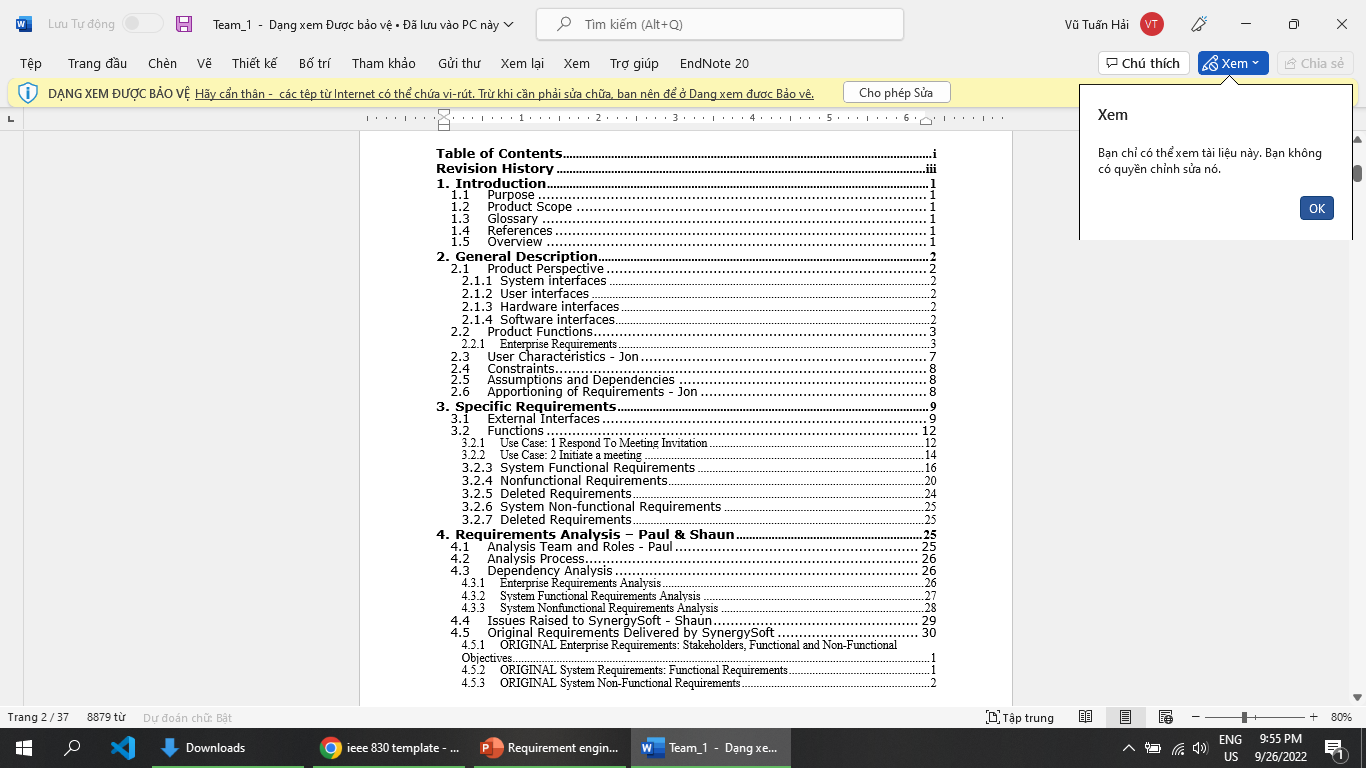 Lưu Tự động
Team_1 - Dạng xem Được bảo vệ • Đã lưu vào PC này
Tìm kiếm (Alt+Q)
Vũ Tuấn Hải
VT
Tệp Trang đầu Chèn Vẽ Thiết kế Bố trí Tham khảo Gửi thư Xem lại Xem Trợ giúp EndNote 20
Chú thích
Xem
Chia sẻ
DẠNG XEM ĐƯỢC BẢO VỆ Hãy cẩn thận - các tệp từ Internet có thể chứa vi-rút. Trừ khi cần phải sửa chữa, bạn nên để ở Dạng xem được Bảo vệ.
Cho phép Sửa
Xem
Bạn chỉ có thể xem tài liệu này. Bạn không
có quyền chỉnh sửa nó.
OK
1 2 3 4 5 6
Table of Contents i
Revision History iii
1. Introduction 1
1.1 Purpose 1
1.2 Product Scope 1
1.3 Glossary 1
1.4 References 1
1.5 Overview 1
2. General Description 2
2.1 Product Perspective 2
2.1.1 System interfaces 2
2.1.2 User interfaces 2
2.1.3 Hardware interfaces 2
2.1.4 Software interfaces 2
2.2 Product Functions 3
2.2.1 Enterprise Requirements 3
2.3 User Characteristics - Jon 7
2.4 Constraints 8
2.5 Assumptions and Dependencies 8
2.6 Apportioning of Requirements - Jon 8
3. Specific Requirements 9
3.1 External Interfaces 9
3.2 Functions 12
3.2.1 Use Case: 1 Respond To Meeting Invitation 12
3.2.2 Use Case: 2 Initiate a meeting 14
3.2.3 System Functional Requirements 16
3.2.4 Nonfunctional Requirements 20
3.2.5 Deleted Requirements 24
3.2.6 System Non-functional Requirements 25
3.2.7 Deleted Requirements 25
4. Requirements Analysis – Paul & Shaun 25
4.1 Analysis Team and Roles - Paul 25
4.2 Analysis Process 26
4.3 Dependency Analysis 26
4.3.1 Enterprise Requirements Analysis 26
4.3.2 System Functional Requirements Analysis 27
4.3.3 System Nonfunctional Requirements Analysis 28
4.4 Issues Raised to SynergySoft - Shaun 29
4.5 Original Requirements Delivered by SynergySoft 30
4.5.1 ORIGINAL Enterprise Requirements: Stakeholders, Functional and Non-Functional
Objectives 1
4.5.2 ORIGINAL System Requirements: Functional Requirements 1
4.5.3 ORIGINAL System Non-Functional Requirements 2
Trang 2 / 37 8879 từ Dự đoán chữ: Bật
Tập trung
80%
Downloads
ieee 830 template - ...
Requirement engin...
Team_1 - Dạng xe...
ENG
US
9:55 PM
9/26/2022
1